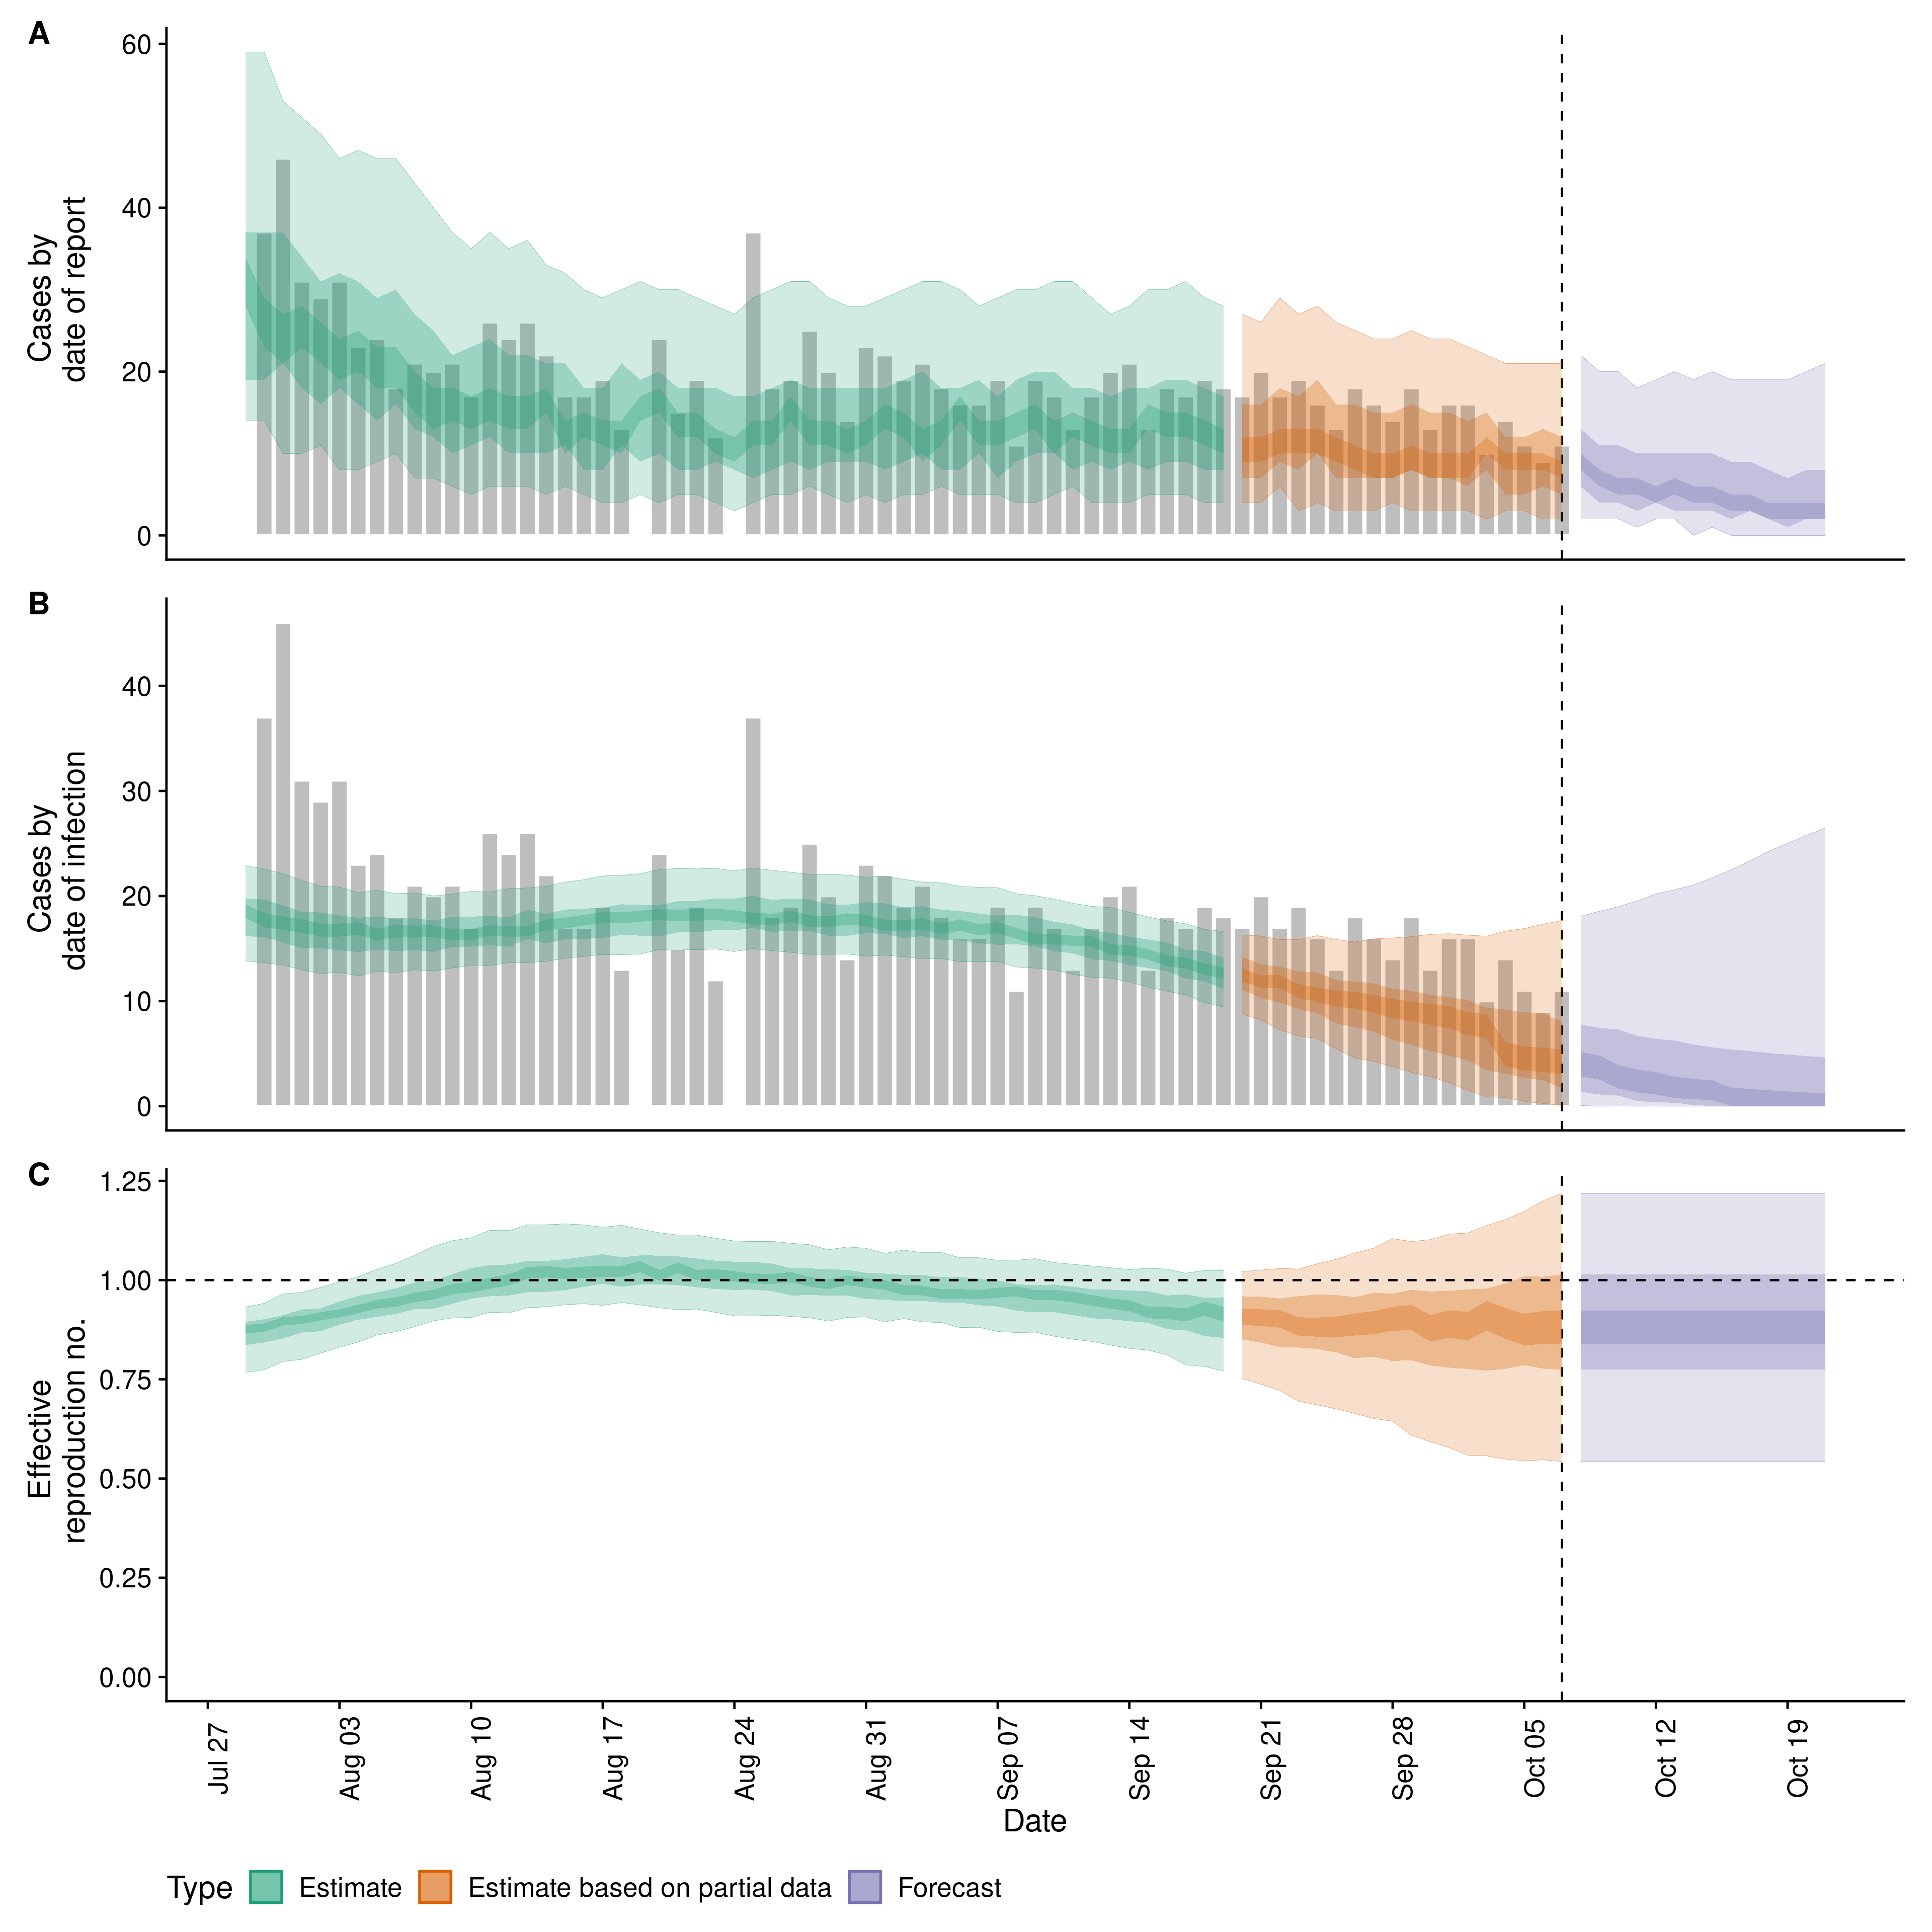 A
60
40
20
0
Cases by
date of report
B
40
30
20
10
0
Cases by
date of infection
C
1.25
1.00
0.75
0.50
0.25
0.00
Effective
reproduction no.
Jul 27
Aug 03
Aug 10
Aug 17
Aug 24
Aug 31
Sep 07
Sep 14
Sep 21
Sep 28
Oct 05
Oct 12
Oct 19
Date
Type Estimate Estimate based on partial data Forecast